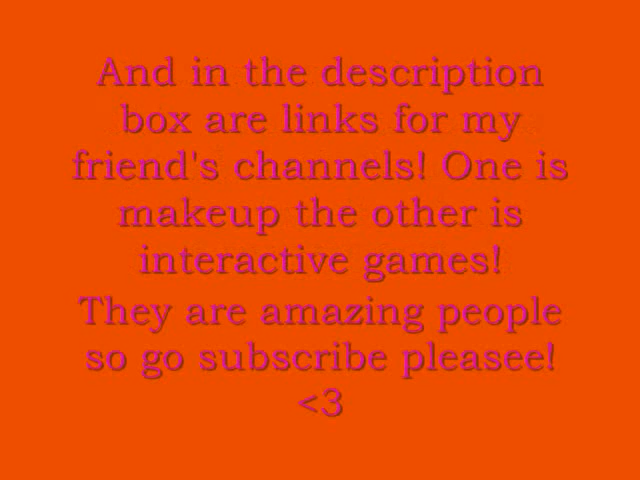 And in the description
box are links for my
friend's channels! One is
makeup the other is
interactive games!
They are amazing people
so go subscribe pleasee!
<3